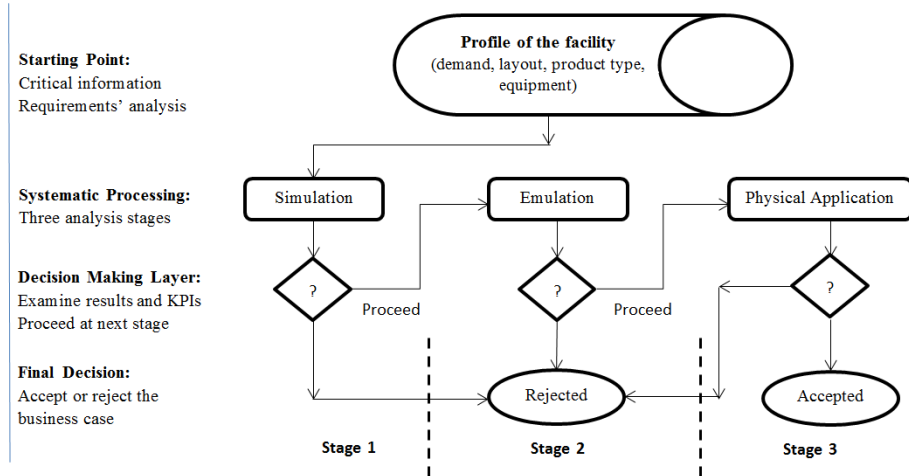 Profile of the facility
(demand, layout, product type,
equipment)
Starting Point:
Critical information
Requirements' analysis
Systematic Processing:
Three analysis stages
Simulation
Emulation
Physical Application
Decision Making Layer:
Examine results and KPIs
Proceed at next stage
?
?
?
Proceed
Proceed
Final Decision:
Accept or reject the
business case
Rejected
Accepted
Stage 1
Stage 2
Stage 3